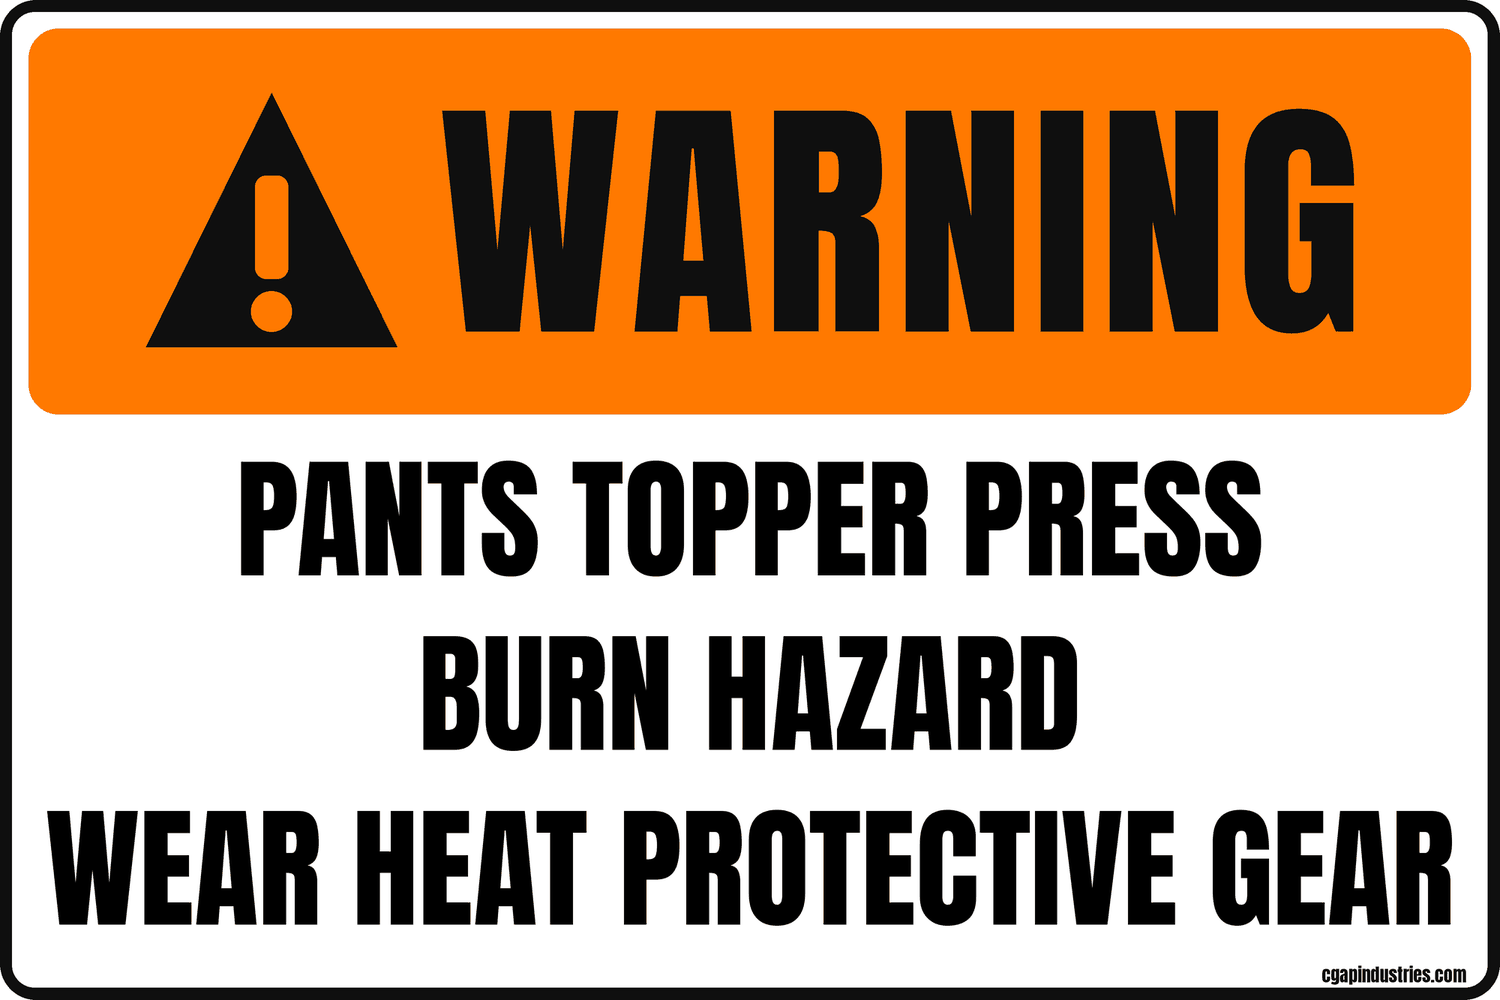 WARNING
PANTS TOPPER PRESS
BURN HAZARD
WEAR HEAT PROTECTIVE GEAR
cgapindustries.com